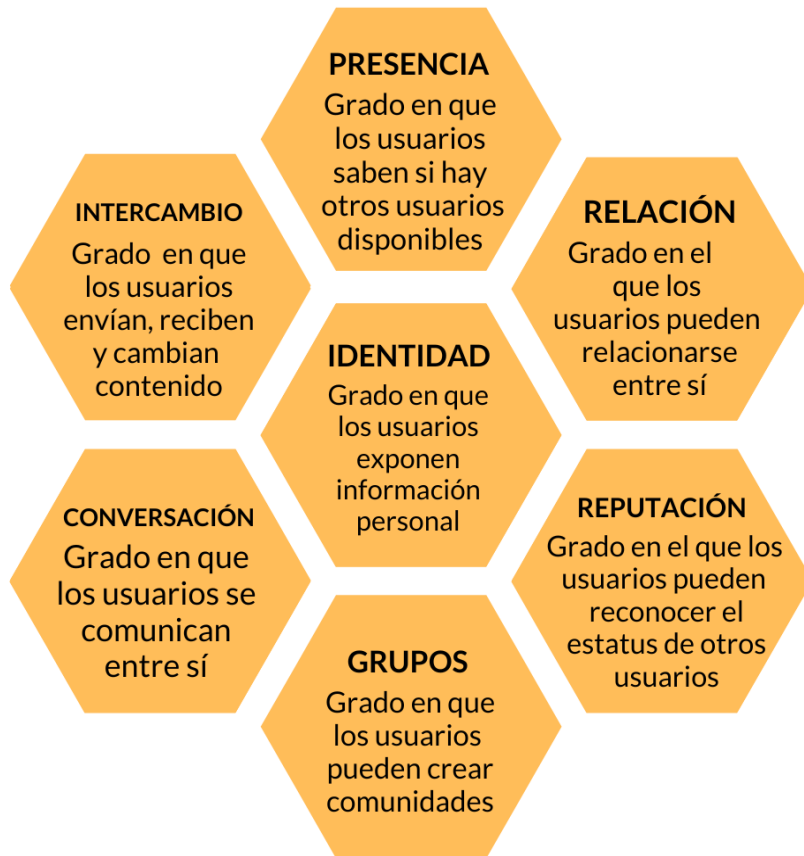 PRESENCIA
Grado en que
los usuarios
saben si hay
otros usuarios
disponibles
INTERCAMBIO
Grado en que
los usuarios
envían, reciben
y cambian
contenido
RELACIÓN
Grado en el
que los
usuarios pueden
relacionarse
entre sí
IDENTIDAD
Grado en que
los usuarios
exponen
información
personal
CONVERSACIÓN
Grado en que
los usuarios se
comunican
entre sí
REPUTACIÓN
Grado en el que los
usuarios pueden
reconocer el
estatus de otros
usuarios
GRUPOS
Grado en que
los usuarios
pueden crear
comunidades